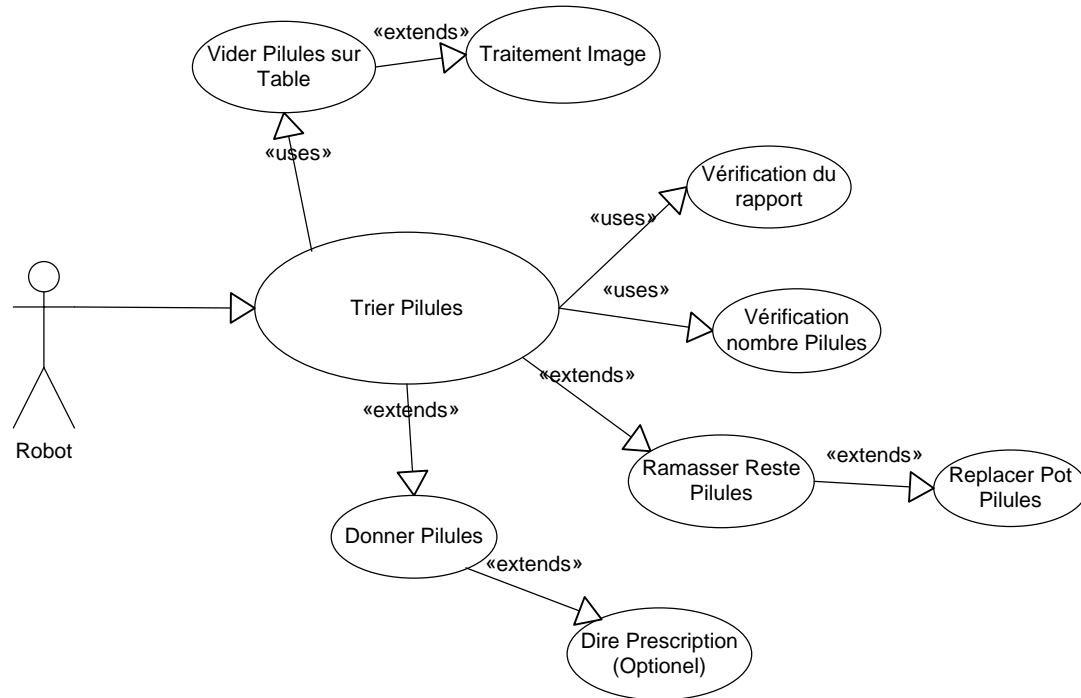 «extends»
Vider Pilules sur
Table
Traitement Image
«uses»
Vérification du
rapport
«uses»
«uses»
Trier Pilules
Vérification
nombre Pilules
«extends»
«extends»
Robot
Ramasser Reste
Pilules
«extends»
Replacer Pot
Pilules
Donner Pilules
«extends»
Dire Prescription
(Optionel)